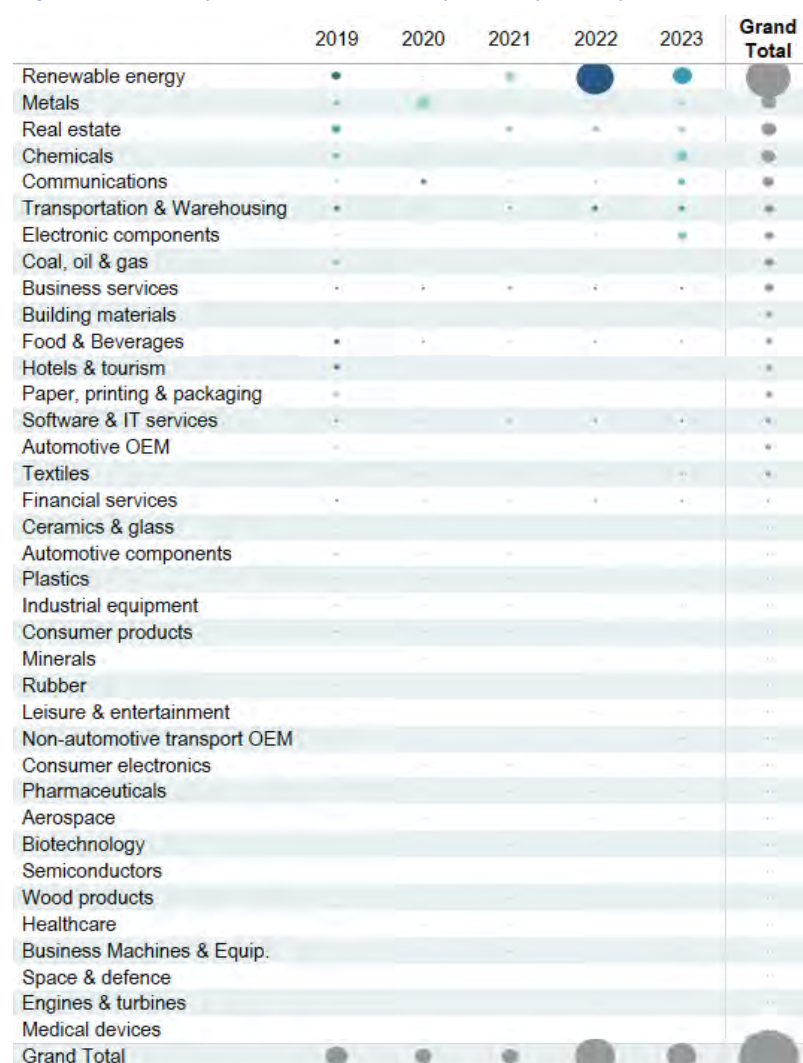 2019 2020 2021 2022 2023 Grand Total
Renewable energy
Metals
Real estate
Chemicals
Communications
Transportation & Warehousing
Electronic components
Coal, oil & gas
Business services
Building materials
Food & Beverages
Hotels & tourism
Paper, printing & packaging
Software & IT services
Automotive OEM
Textiles
Financial services
Ceramics & glass
Automotive components
Plastics
Industrial equipment
Consumer products
Minerals
Rubber
Leisure & entertainment
Non-automotive transport OEM
Consumer electronics
Pharmaceuticals
Aerospace
Biotechnology
Semiconductors
Wood products
Healthcare
Business Machines & Equip.
Space & defence
Engines & turbines
Medical devices
Grand Total